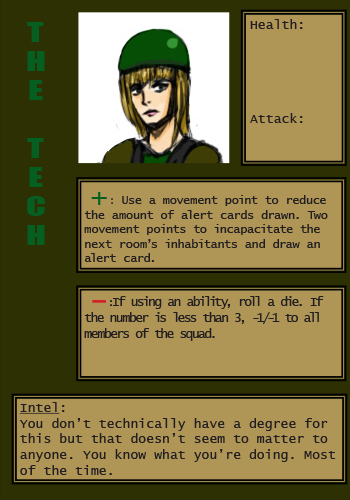 THE TECH
Health:
Attack:
+: Use a movement point to reduce
the amount of alert cards drawn. Two
movement points to incapacitate the
next room's inhabitants and draw an
alert card.
−:If using an ability, roll a die. If
the number is less than 3, -1/-1 to all
members of the squad.
Intel:
You don't technically have a degree for
this but that doesn't seem to matter to
anyone. You know what you're doing. Most
of the time.